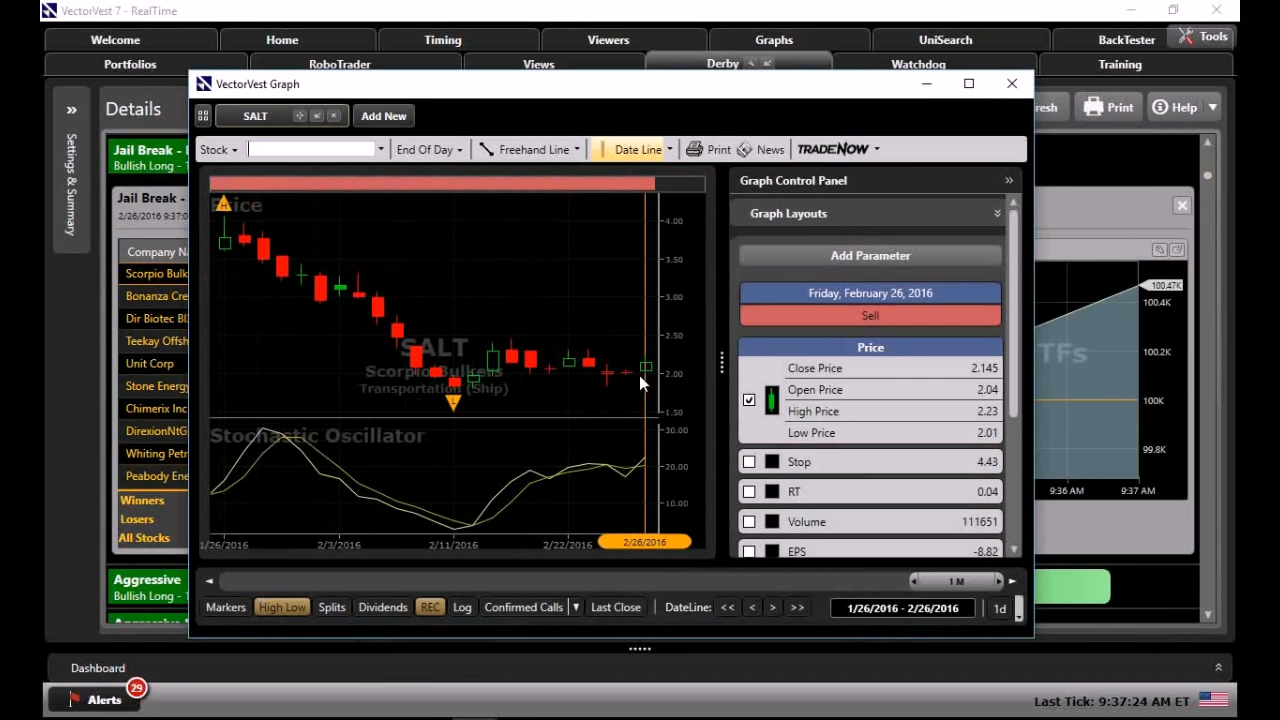 VectorVest 7 - RealTime
Welcome Home Timing Viewers Graphs UniSearch BackTester Tools
Portfolios RoboTrader Views Derby Watchdog Training
Details
Print Help
Settings & Summary
Jail Break -
Bullish Long -
Jail Break -
2/26/2016 9:37:0
Company Na
Scorpio Bulk
Bonanza Cre
Dir Biotec
Teekay Offsh
Unit Corp
Stone Energy
Chimerix Inc
DirexionNtG
Whiting Petr
Peabody Ene
Winners
Losers
All Stocks
Aggressive
Bullish Long -
VectorVest Graph
SALT Add New
Stock End Of Day Freehand Line Date Line Print News TRADENOW
Price
4.00
3.50
3.00
2.50
2.00
1.50
SALT
Scorpio Bulkers
Transportation (Ship)
H
L
Stochastic Oscillator
30.00
20.00
10.00
1/26/2016 2/3/2016 2/11/2016 2/22/2016 2/26/2016
Graph Control Panel
Graph Layouts
Add Parameter
Friday, February 26, 2016
Sell
Price
Close Price 2.145
Open Price 2.04
High Price 2.23
Low Price 2.01
Stop 4.43
RT 0.04
Volume 111651
EPS -8.82
1 M
Markers High Low Splits Dividends REC Log Confirmed Calls Last Close DateLine: << < > >> 1/26/2016 - 2/26/2016 1d
TFs
100.47K
100.4K
100.2K
100K
99.8K
9:36 AM 9:37 AM
Dashboard
Alerts 29
Last Tick: 9:37:24 AM ET